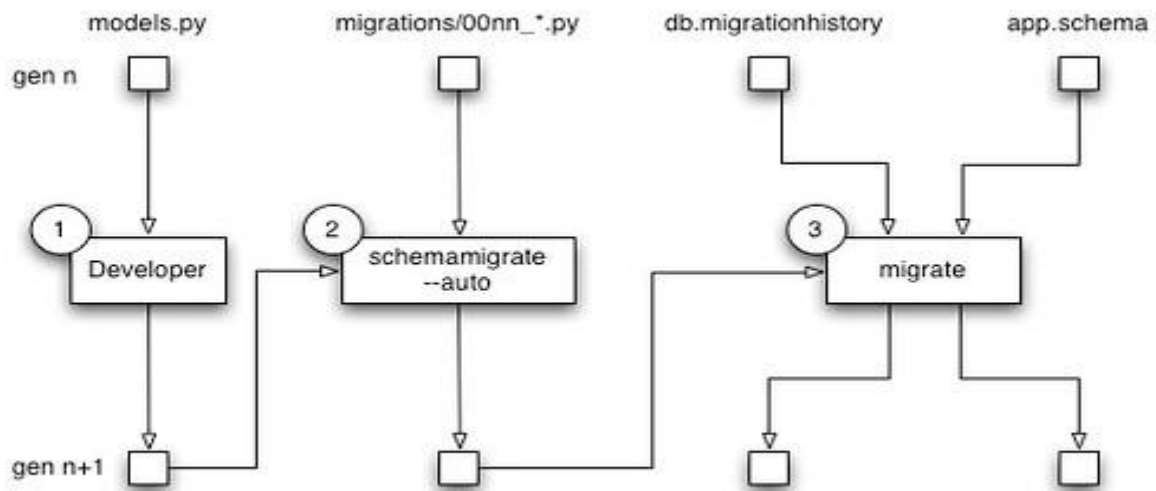 models.py
migrations/00nn_*.py
db.migrationhistory
app.schema
gen n
1
2
3
Developer
schemamigrate
--auto
migrate
gen n+1